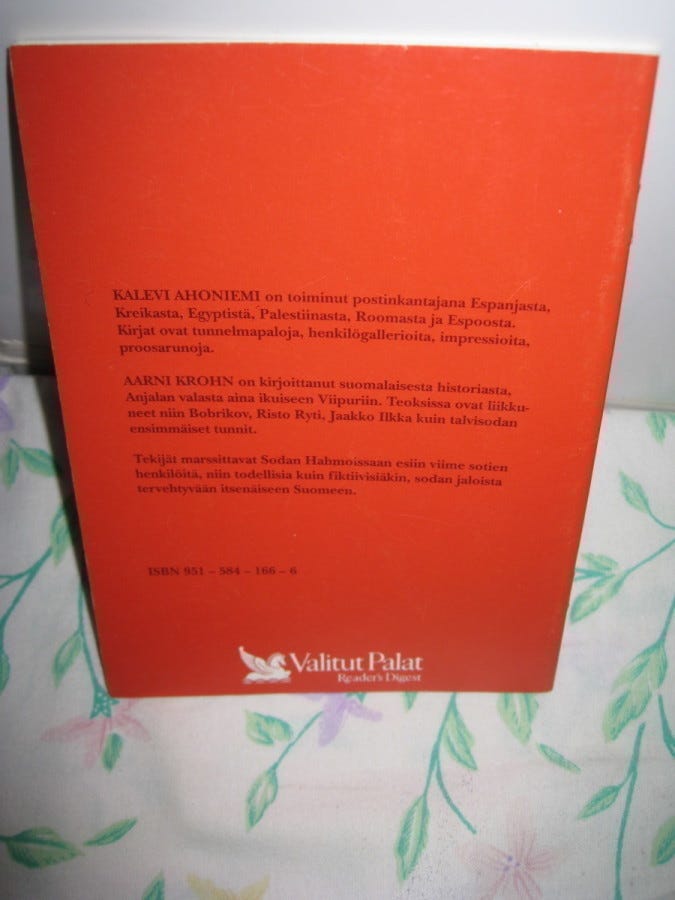 KALEVI AHONIEMI on toiminut postinkantajana Espanjasta,
Kreikasta, Egyptistä, Palestiinasta, Roomasta ja Espoosta.
Kirjat ovat tunnelmapaloja, henkilögallerioita, impressioita,
proosarunoja.
AARNI KROHN on kirjoittanut suomalaisesta historiasta,
Anjalan valasta aina ikuiseen Viipuriin. Teoksissa ovat liikku-
neet niin Bobrikov, Risto Ryti, Jaakko Ilkka kuin talvisodan
ensimmäiset tunnit.
Tekijät marssittavat Sodan Hahmoissaan esiin viime sotien
henkilöitä, niin todellisia kuin fiktiivisiäkin, sodan jaloista
tervehtyvään itsenäiseen Suomeen.
ISBN 951 – 584 – 166 – 6
Valitut Palat
Reader's Digest